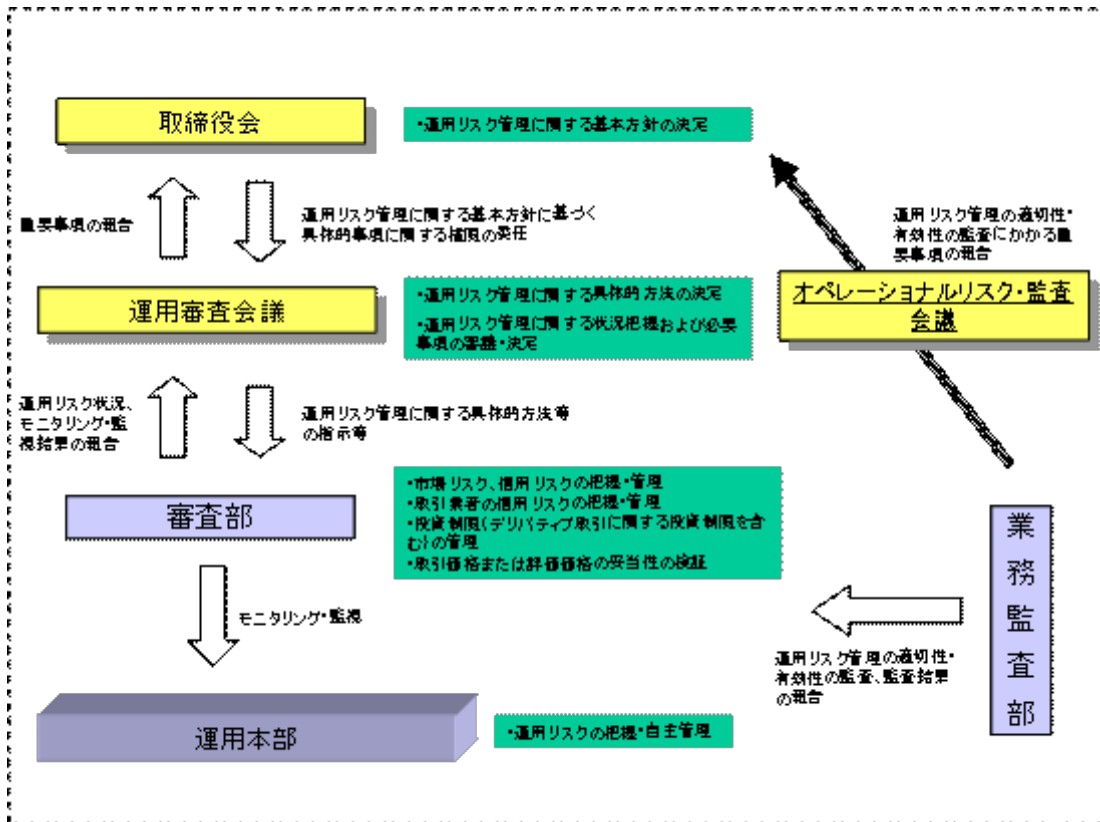 取締役会
・運用リスク管理に関する基本方針の決定
重要事項の報告
運用リスク管理に関する基本方針に基づく
具体的事項に関する権限の委任
運用リスク管理の適切性・
有効性の監査にかかる重
要事項の報告
運用審査会議
・運用リスク管理に関する具体的方法の決定
・運用リスク管理に関する状況把握および必要
事項の審議・決定
オペレーショナルリスク・監査
会議
運用リスク状況、
モニタリング・監
視結果の報告
運用リスク管理に関する具体的方法等
の指示等
審査部
・市場リスク、信用リスクの把握・管理
・取引業者の信用リスクの把握・管理
・投資制限(デリバティブ取引に関する投資制限を含
む)の管理
・取引価格または評価価格の妥当性の検証
業
務
監
査
部
モニタリング・監視
運用リスク管理の適切性・
有効性の監査、監査結果
の報告
運用本部
・運用リスクの把握・自主管理